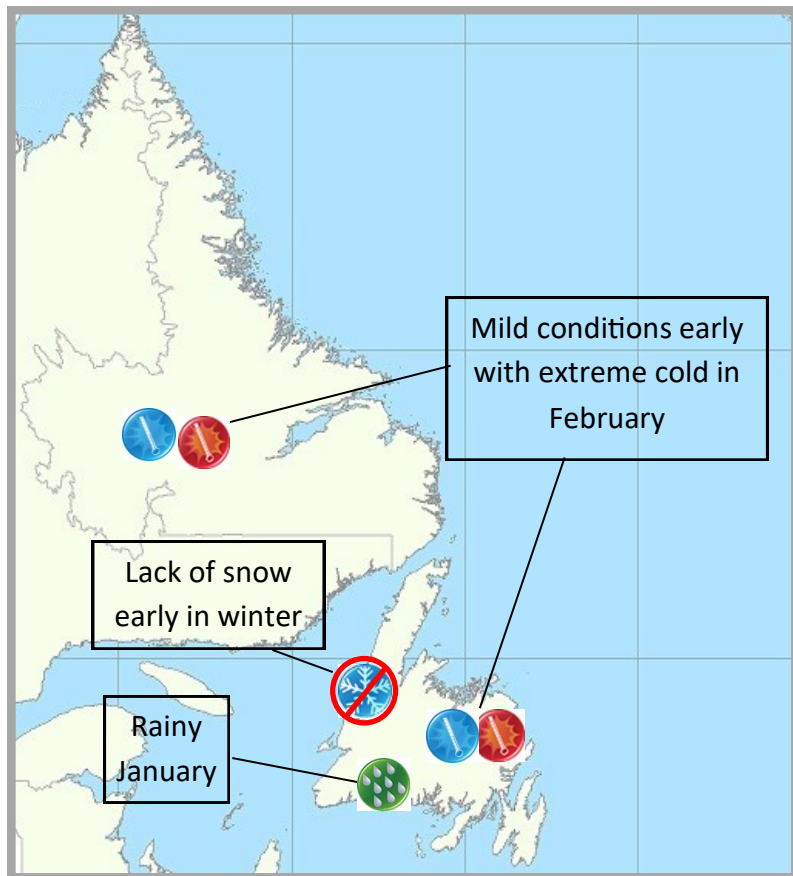 Mild conditions early
with extreme cold in
February
Lack of snow
early in winter
Rainy
January